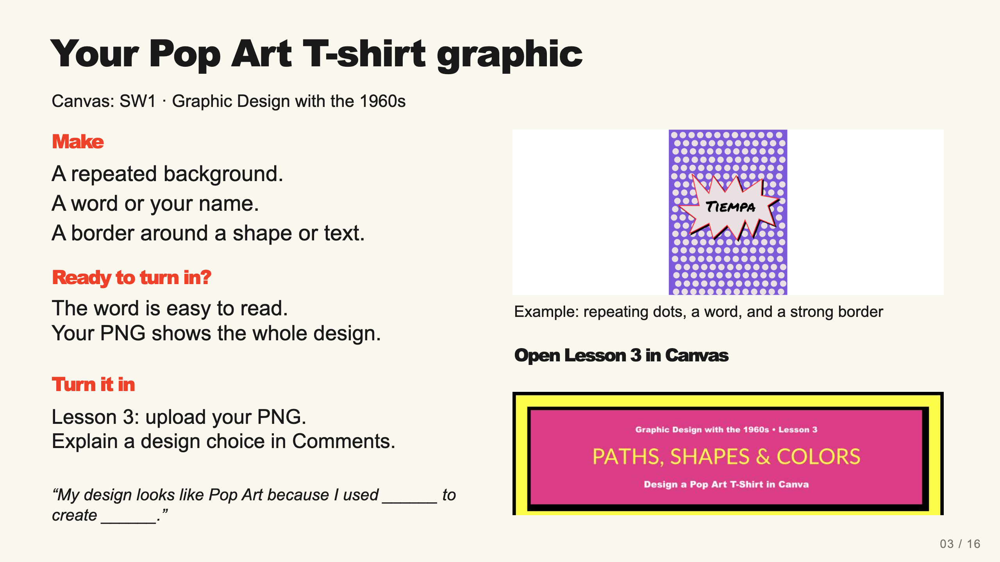 Your Pop Art T-shirt graphic
Canvas: SW1 · Graphic Design with the 1960s
Make
A repeated background.
A word or your name.
A border around a shape or text.
Ready to turn in?
The word is easy to read.
Your PNG shows the whole design.
Turn it in
Lesson 3: upload your PNG.
Explain a design choice in Comments.
“My design looks like Pop Art because I used ______ to
create ______.”
TIEMPA
Example: repeating dots, a word, and a strong border
Open Lesson 3 in Canvas
Graphic Design with the 1960s • Lesson 3
PATHS, SHAPES & COLORS
Design a Pop Art T-Shirt in Canva
03 / 16